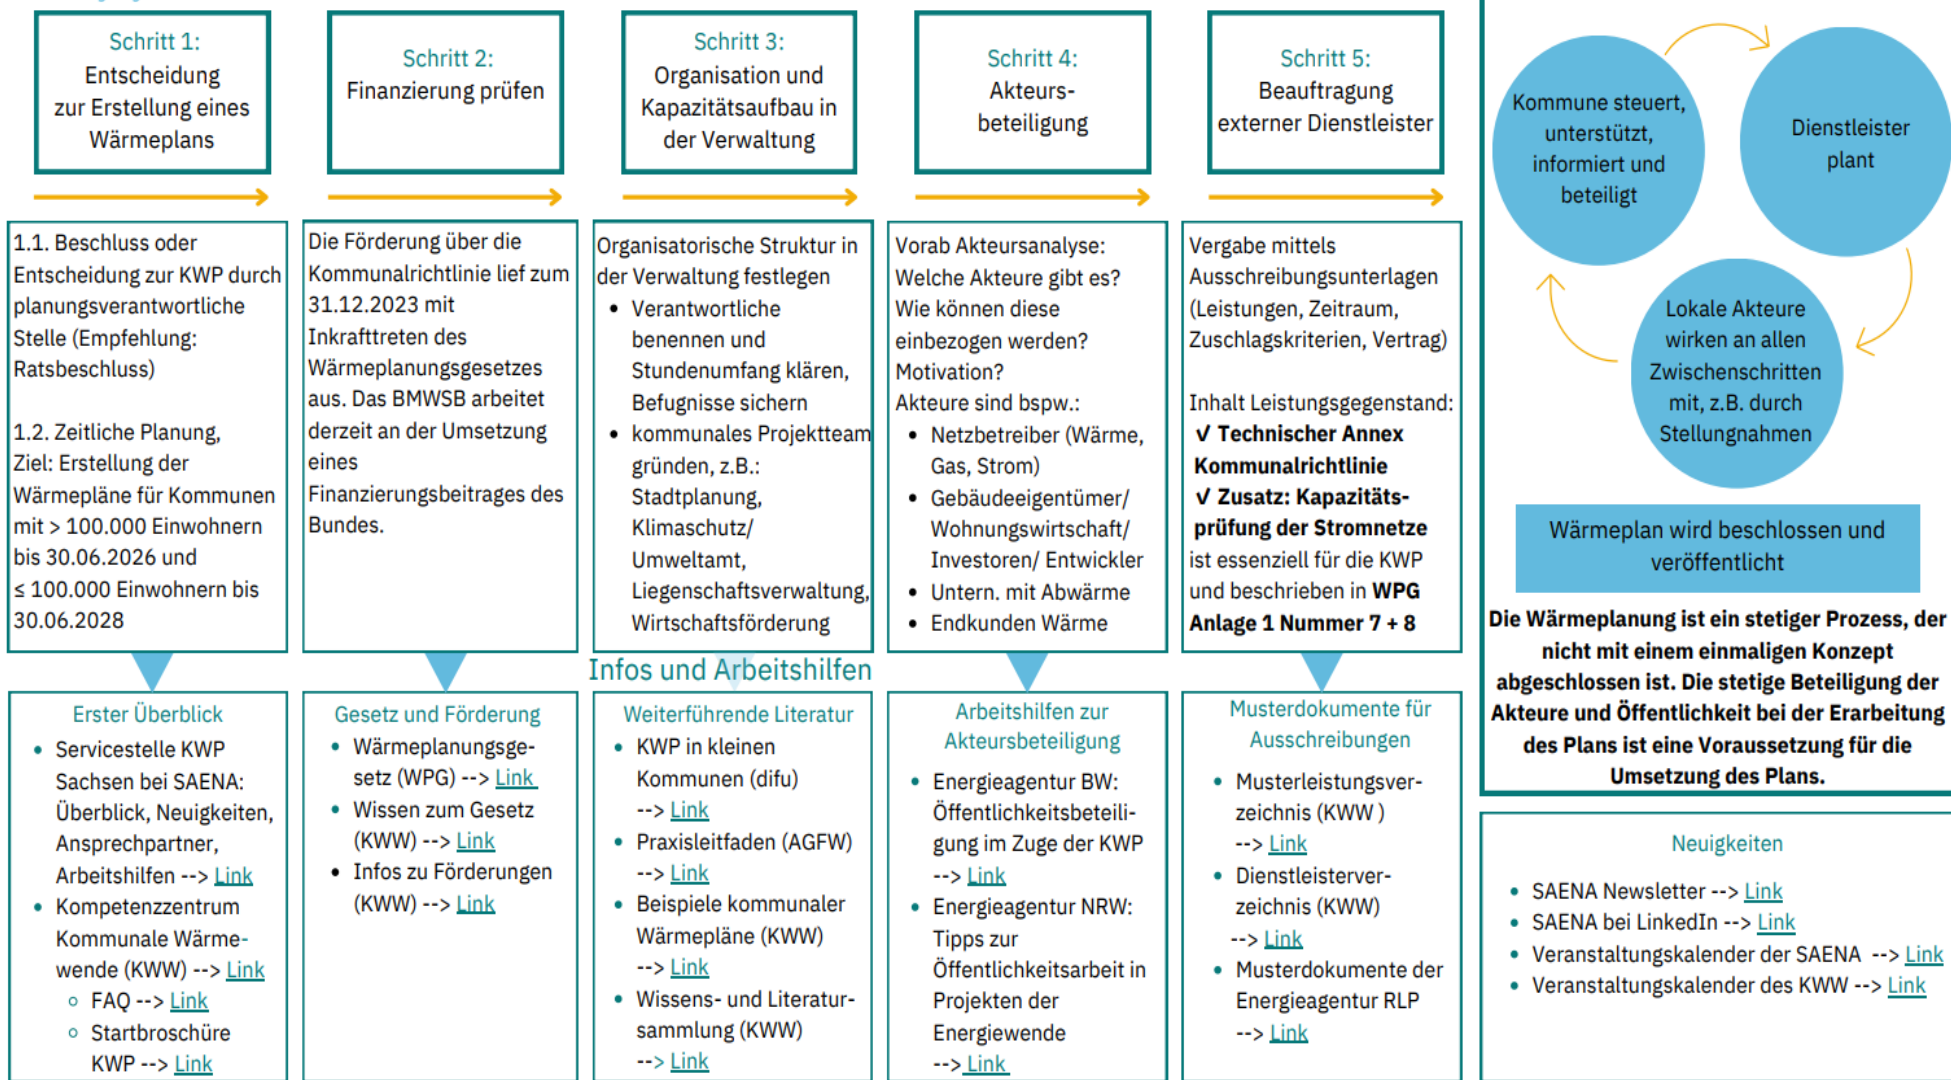 Schritt 1:
Entscheidung
zur Erstellung eines
Wärmeplans
Schritt 2:
Finanzierung prüfen
Schritt 3:
Organisation und
Kapazitätsaufbau in
der Verwaltung
Schritt 4:
Akteurs-
beteiligung
Schritt 5:
Beauftragung
externer Dienstleister
1.1. Beschluss oder
Entscheidung zur KWP durch
planungsverantwortliche
Stelle (Empfehlung:
Ratsbeschluss)
1.2. Zeitliche Planung,
Ziel: Erstellung der
Wärmepläne für Kommunen
mit > 100.000 Einwohnern
bis 30.06.2026 und
≤ 100.000 Einwohnern bis
30.06.2028
Die Förderung über die
Kommunalrichtlinie lief zum
31.12.2023 mit
Inkrafttreten des
Wärmeplanungsgesetzes
aus. Das BMWSB arbeitet
derzeit an der Umsetzung
eines
Finanzierungsbeitrages des
Bundes.
Organisatorische Struktur in
der Verwaltung festlegen
• Verantwortliche
benennen und
Stundenumfang klären,
Befugnisse sichern
• kommunales Projektteam
gründen, z.B.:
Stadtplanung,
Klimaschutz/
Umweltamt,
Liegenschaftsverwaltung,
Wirtschaftsförderung
Vorab Akteursanalyse:
Welche Akteure gibt es?
Wie können diese
einbezogen werden?
Motivation?
Akteure sind bspw.:
• Netzbetreiber (Wärme,
Gas, Strom)
• Gebäudeeigentümer/
Wohnungswirtschaft/
Investoren/ Entwickler
• Untern. mit Abwärme
• Endkunden Wärme
Vergabe mittels
Ausschreibungsunterlagen
(Leistungen, Zeitraum,
Zuschlagskriterien, Vertrag)
Inhalt Leistungsgegenstand:
√ Technischer Annex
Kommunalrichtlinie
√ Zusatz: Kapazitäts-
prüfung der Stromnetze
ist essenziell für die KWP
und beschrieben in WPG
Anlage 1 Nummer 7 + 8
Infos und Arbeitshilfen
Erster Überblick
• Servicestelle KWP
Sachsen bei SAENA:
Überblick, Neuigkeiten,
Ansprechpartner,
Arbeitshilfen --> Link
• Kompetenzzentrum
Kommunale Wärme-
wende (KWW) --> Link
◦ FAQ --> Link
◦ Startbroschüre
KWP --> Link
Gesetz und Förderung
• Wärmeplanungsge-
setz (WPG) --> Link
• Wissen zum Gesetz
(KWW) --> Link
• Infos zu Förderungen
(KWW) --> Link
Weiterführende Literatur
• KWP in kleinen
Kommunen (difu)
--> Link
• Praxisleitfaden (AGFW)
--> Link
• Beispiele kommunaler
Wärmepläne (KWW)
--> Link
• Wissens- und Literatur-
sammlung (KWW)
--> Link
Arbeitshilfen zur
Akteursbeteiligung
• Energieagentur BW:
Öffentlichkeitsbeteili-
gung im Zuge der KWP
--> Link
• Energieagentur NRW:
Tipps zur
Öffentlichkeitsarbeit in
Projekten der
Energiewende
--> Link
Musterdokumente für
Ausschreibungen
• Musterleistungsver-
zeichnis (KWW )
--> Link
• Dienstleisterver-
zeichnis (KWW)
--> Link
• Musterdokumente der
Energieagentur RLP
--> Link
Kommune steuert,
unterstützt,
informiert und
beteiligt
Dienstleister
plant
Lokale Akteure
wirken an allen
Zwischenschritten
mit, z.B. durch
Stellungnahmen
Wärmeplan wird beschlossen und
veröffentlicht
Die Wärmeplanung ist ein stetiger Prozess, der
nicht mit einem einmaligen Konzept
abgeschlossen ist. Die stetige Beteiligung der
Akteure und Öffentlichkeit bei der Erarbeitung
des Plans ist eine Voraussetzung für die
Umsetzung des Plans.
Neuigkeiten
• SAENA Newsletter --> Link
• SAENA bei LinkedIn --> Link
• Veranstaltungskalender der SAENA --> Link
• Veranstaltungskalender des KWW --> Link